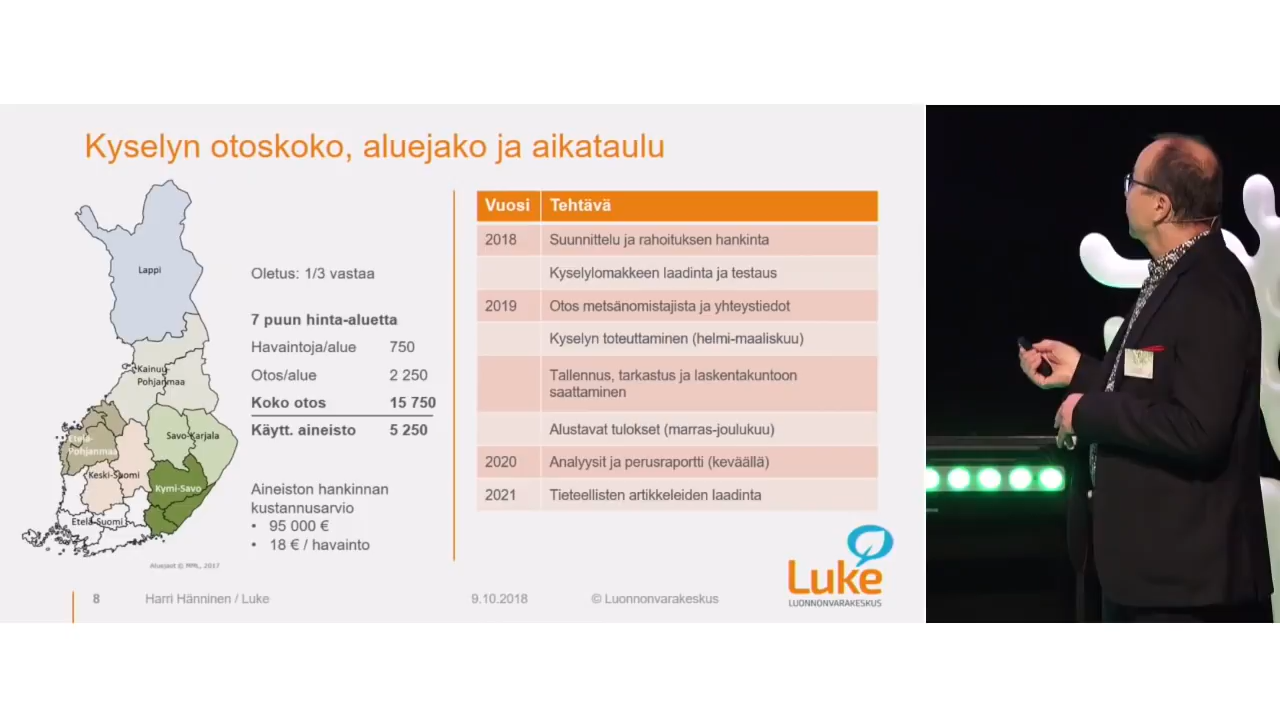 Kyselyn otoskoko, aluejako ja aikataulu
Lappi
Kainuu-
Pohjanmaa
Etelä-
Pohjanmaa
Savo-Karjala
Keski-Suomi
Kymi-Savo
Etelä-Suomi
Aluejaot © MML, 2017
Oletus: 1/3 vastaa
7 puun hinta-aluetta
Havaintoja/alue 750
Otos/alue 2 250
Koko otos 15 750
Käytt. aineisto 5 250
Aineiston hankinnan
kustannusarvio
• 95 000 €
• 18 € / havainto
Vuosi Tehtävä
2018 Suunnittelu ja rahoituksen hankinta
Kyselylomakkeen laadinta ja testaus
2019 Otos metsänomistajista ja yhteystiedot
Kyselyn toteuttaminen (helmi-maaliskuu)
Tallennus, tarkastus ja laskentakuntoon
saattaminen
Alustavat tulokset (marras-joulukuu)
2020 Analyysit ja perusraportti (keväällä)
2021 Tieteellisten artikkeleiden laadinta
Luke
LUONNONVARAKESKUS
8 Harri Hänninen / Luke 9.10.2018 © Luonnonvarakeskus